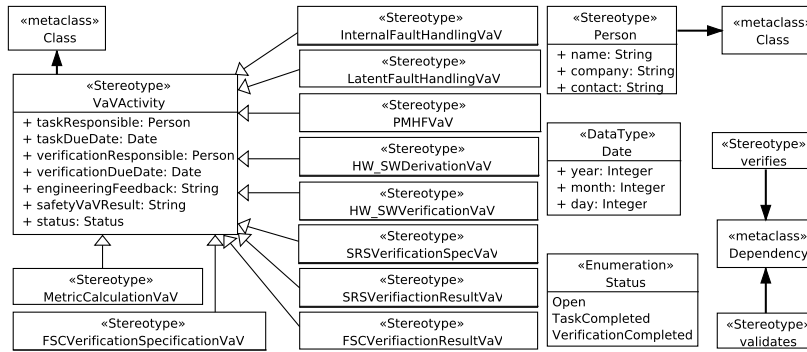 «metaclass»
Class
«Stereotype»
VaVActivity
+ taskResponsible: Person
+ taskDueDate: Date
+ verificationResponsible: Person
+ verificationDueDate: Date
+ engineeringFeedback: String
+ safetyVaVResult: String
+ status: Status
«Stereotype»
MetricCalculationVaV
«Stereotype»
FSCVerificationSpecificationVaV
«Stereotype»
InternalFaultHandlingVaV
«Stereotype»
LatentFaultHandlingVaV
«Stereotype»
PMHFVaV
«Stereotype»
HW_SWDerivationVaV
«Stereotype»
HW_SWVerificationVaV
«Stereotype»
SRSVerificationSpecVaV
«Stereotype»
SRSVerifiactionResultVaV
«Stereotype»
FSCVerifiactionResultVaV
«Stereotype»
Person
+ name: String
+ company: String
+ contact: String
«DataType»
Date
+ year: Integer
+ month: Integer
+ day: Integer
«Enumeration»
Status
Open
TaskCompleted
VerificationCompleted
«metaclass»
Class
«Stereotype»
verifies
«metaclass»
Dependency
«Stereotype»
validates